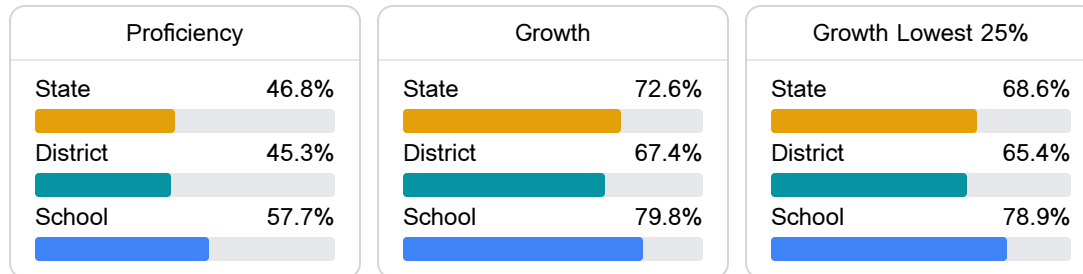 Proficiency
State 46.8%
District 45.3%
School 57.7%
Growth
State 72.6%
District 67.4%
School 79.8%
Growth Lowest 25%
State 68.6%
District 65.4%
School 78.9%